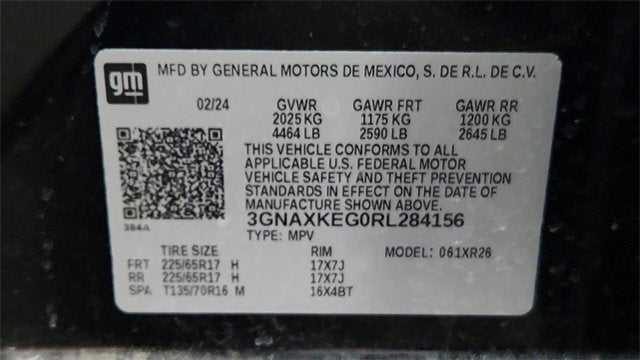 gm MFD BY GENERAL MOTORS DE MEXICO, S. DE R.L. DE C.V.
02/24 GVWR GAWR FRT GAWR RR
2025 KG 1175 KG 1200 KG
4464 LB 2590 LB 2645 LB
THIS VEHICLE CONFORMS TO ALL
APPLICABLE U.S. FEDERAL MOTOR
VEHICLE SAFETY AND THEFT PREVENTION
STANDARDS IN EFFECT ON THE DATE OF
MANUFACTURE SHOWN ABOVE.
3GNAXKEG0RL284156
384A
TYPE: MPV
TIRE SIZE RIM MODEL: 061XR26
FRT 225/65R17 H 17X7J
RR 225/65R17 H 17X7J
SPA T135/70R16 M 16X4BT